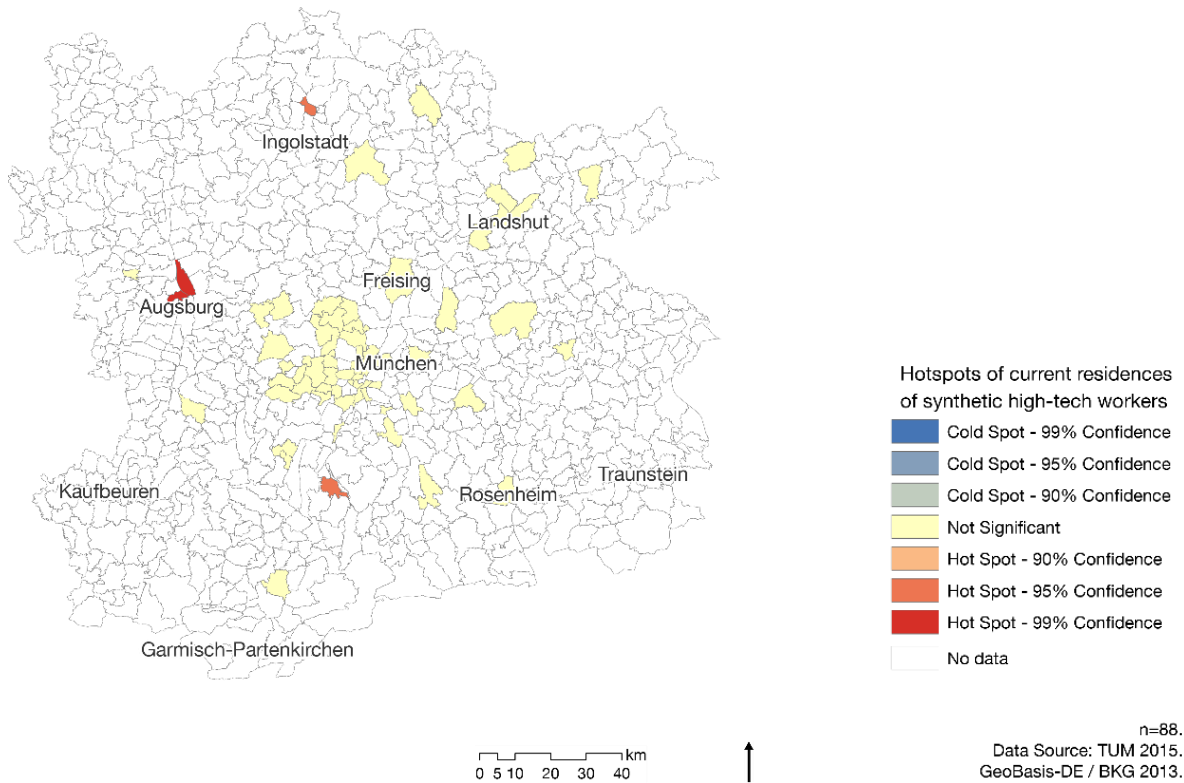 Ingolstadt
Landshut
Freising
Augsburg
München
Kaufbeuren
Rosenheim
Traunstein
Garmisch-Partenkirchen
Hotspots of current residences
of synthetic high-tech workers
Cold Spot - 99% Confidence
Cold Spot - 95% Confidence
Cold Spot - 90% Confidence
Not Significant
Hot Spot - 90% Confidence
Hot Spot - 95% Confidence
Hot Spot - 99% Confidence
No data
km
0 5 10 20 30 40
n=88.
Data Source: TUM 2015.
GeoBasis-DE / BKG 2013.